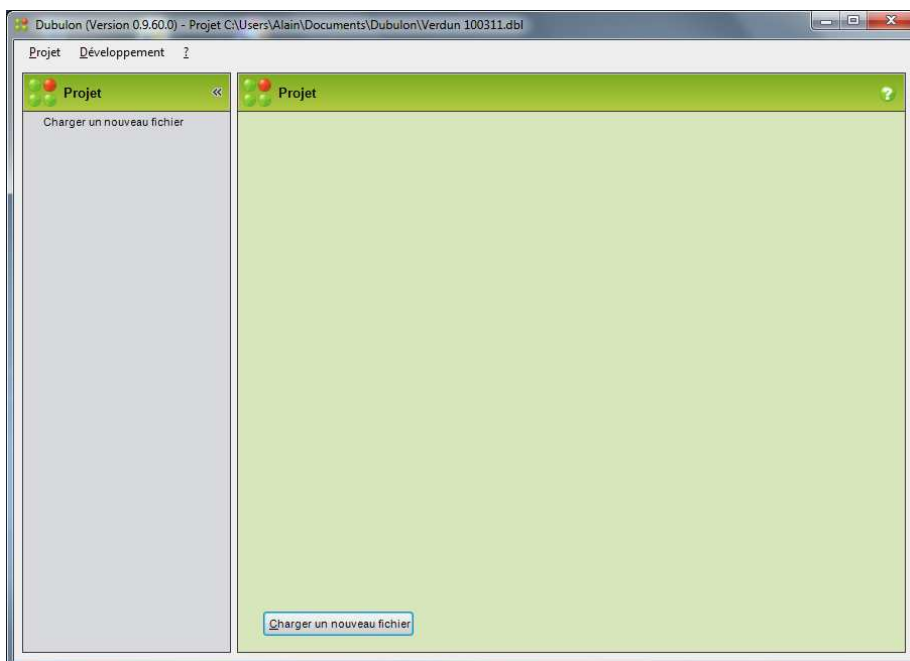 Dubulon (Version 0.9.60.0) - Projet C:\Users\Alain\Documents\Dubulon\Verdun 100311.dbl
Projet Développement ?
Projet «
Charger un nouveau fichier
Projet ?
Charger un nouveau fichier